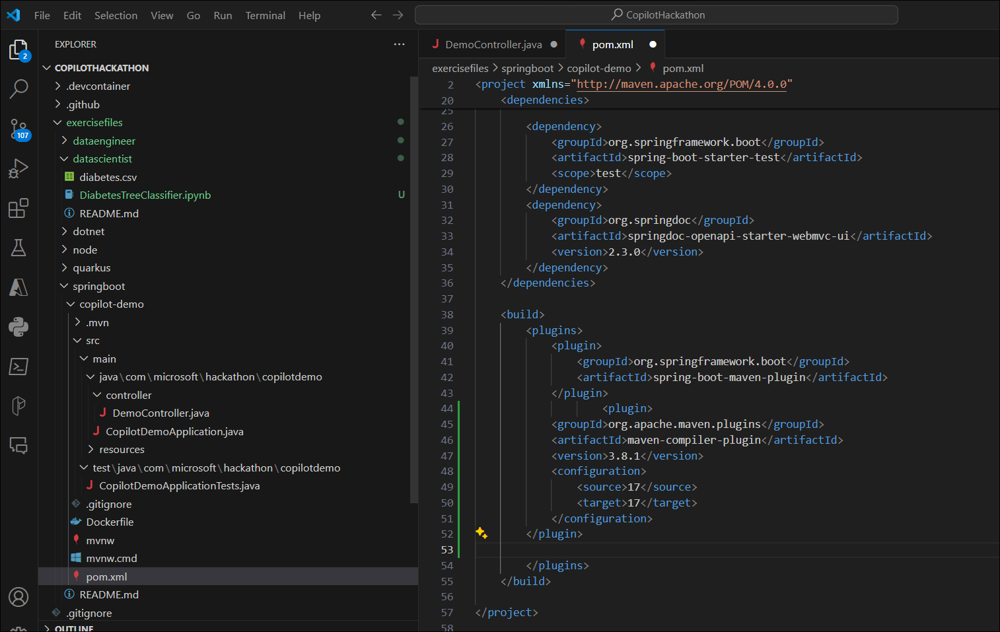 File Edit Selection View Go Run Terminal Help
CopilotHackathon
EXPLORER
COPILOTHACKATHON
.devcontainer
.github
exercisefiles
dataengineer
datascientist
diabetes.csv
DiabetesTreeClassifier.ipynb U
README.md
dotnet
node
quarkus
springboot
copilot-demo
.mvn
src
main
java\com\microsoft\hackathon\copilotdemo
controller
DemoController.java
CopilotDemoApplication.java
resources
test\java\com\microsoft\hackathon\copilotdemo
CopilotDemoApplicationTests.java
.gitignore
Dockerfile
mvnw
mvnw.cmd
pom.xml
README.md
.gitignore
OUTLINE
2
107
DemoController.java pom.xml
exercisefiles > springboot > copilot-demo > pom.xml
2 <project xmlns="http://maven.apache.org/POM/4.0.0"
20 <dependencies>
25
26 <dependency>
27 <groupId>org.springframework.boot</groupId>
28 <artifactId>spring-boot-starter-test</artifactId>
29 <scope>test</scope>
30 </dependency>
31 <dependency>
32 <groupId>org.springdoc</groupId>
33 <artifactId>springdoc-openapi-starter-webmvc-ui</artifactId>
34 <version>2.3.0</version>
35 </dependency>
36 </dependencies>
37
38 <build>
39 <plugins>
40 <plugin>
41 <groupId>org.springframework.boot</groupId>
42 <artifactId>spring-boot-maven-plugin</artifactId>
43 </plugin>
44 <plugin>
45 <groupId>org.apache.maven.plugins</groupId>
46 <artifactId>maven-compiler-plugin</artifactId>
47 <version>3.8.1</version>
48 <configuration>
49 <source>17</source>
50 <target>17</target>
51 </configuration>
52 </plugin>
53
54 </plugins>
55 </build>
56
57 </project>
58